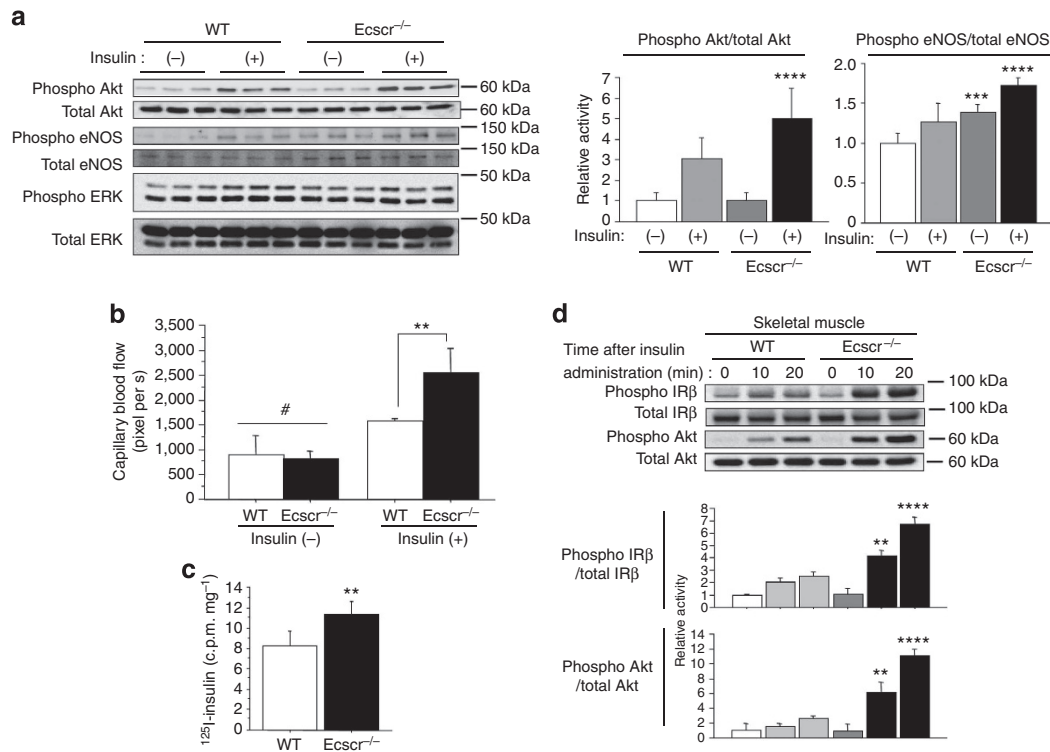 a
WT Ecscr–/–
Insulin : (–) (+) (–) (+)
Phospho Akt 60 kDa
Total Akt 60 kDa
Phospho eNOS 150 kDa
Total eNOS 150 kDa
Phospho ERK 50 kDa
Total ERK 50 kDa
Phospho Akt/total Akt
Relative activity
7
6
5
4
3
2
1
0
****
Insulin: (–) (+) (–) (+)
WT Ecscr–/–
Phospho eNOS/total eNOS
2.0
1.5
1.0
0.5
0
*** ****
(–) (+) (–) (+)
WT Ecscr–/–
b
Capillary blood flow
(pixel per s)
3,500
3,000
2,500
2,000
1,500
1,000
500
0
#
**
WT Ecscr–/– WT Ecscr–/–
Insulin (–) Insulin (+)
c
125I-insulin (c.p.m. mg–1)
14
12
10
8
6
4
2
0
**
WT Ecscr–/–
d
Skeletal muscle
Time after insulin WT Ecscr–/–
administration (min) : 0 10 20 0 10 20
Phospho IRβ 100 kDa
Total IRβ 100 kDa
Phospho Akt 60 kDa
Total Akt 60 kDa
Phospho IRβ
/total IRβ
Relative activity
8
7
6
5
4
3
2
1
0
** ****
Phospho Akt
/total Akt
14
12
10
8
6
4
2
0
** ****